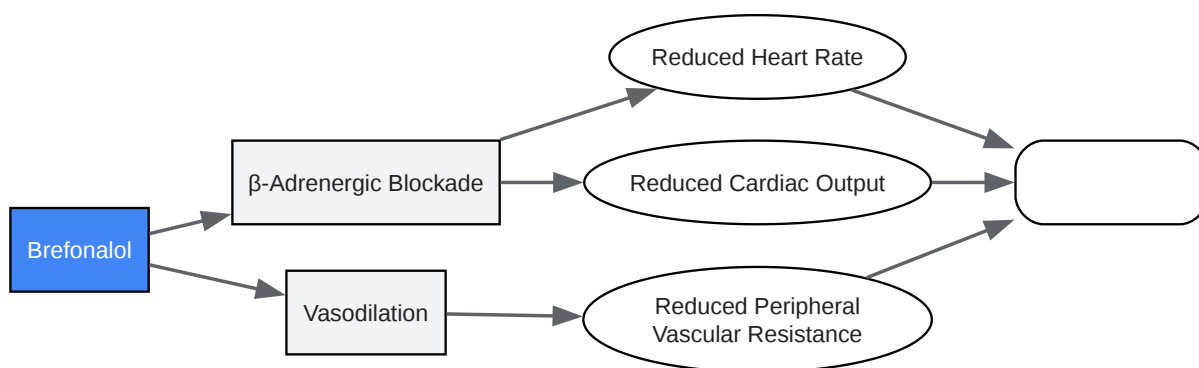 Reduced Heart Rate
β-Adrenergic Blockade
Reduced Cardiac Output
Brefonalol
Vasodilation
Reduced Peripheral
Vascular Resistance